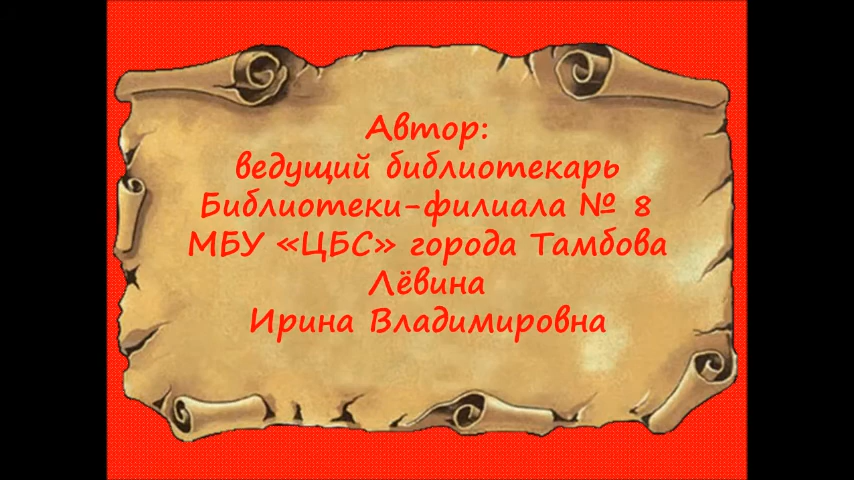 Автор:
ведущий библиотекарь
Библиотеки-филиала № 8
МБУ «ЦБС» города Тамбова
Лёвина
Ирина Владимировна